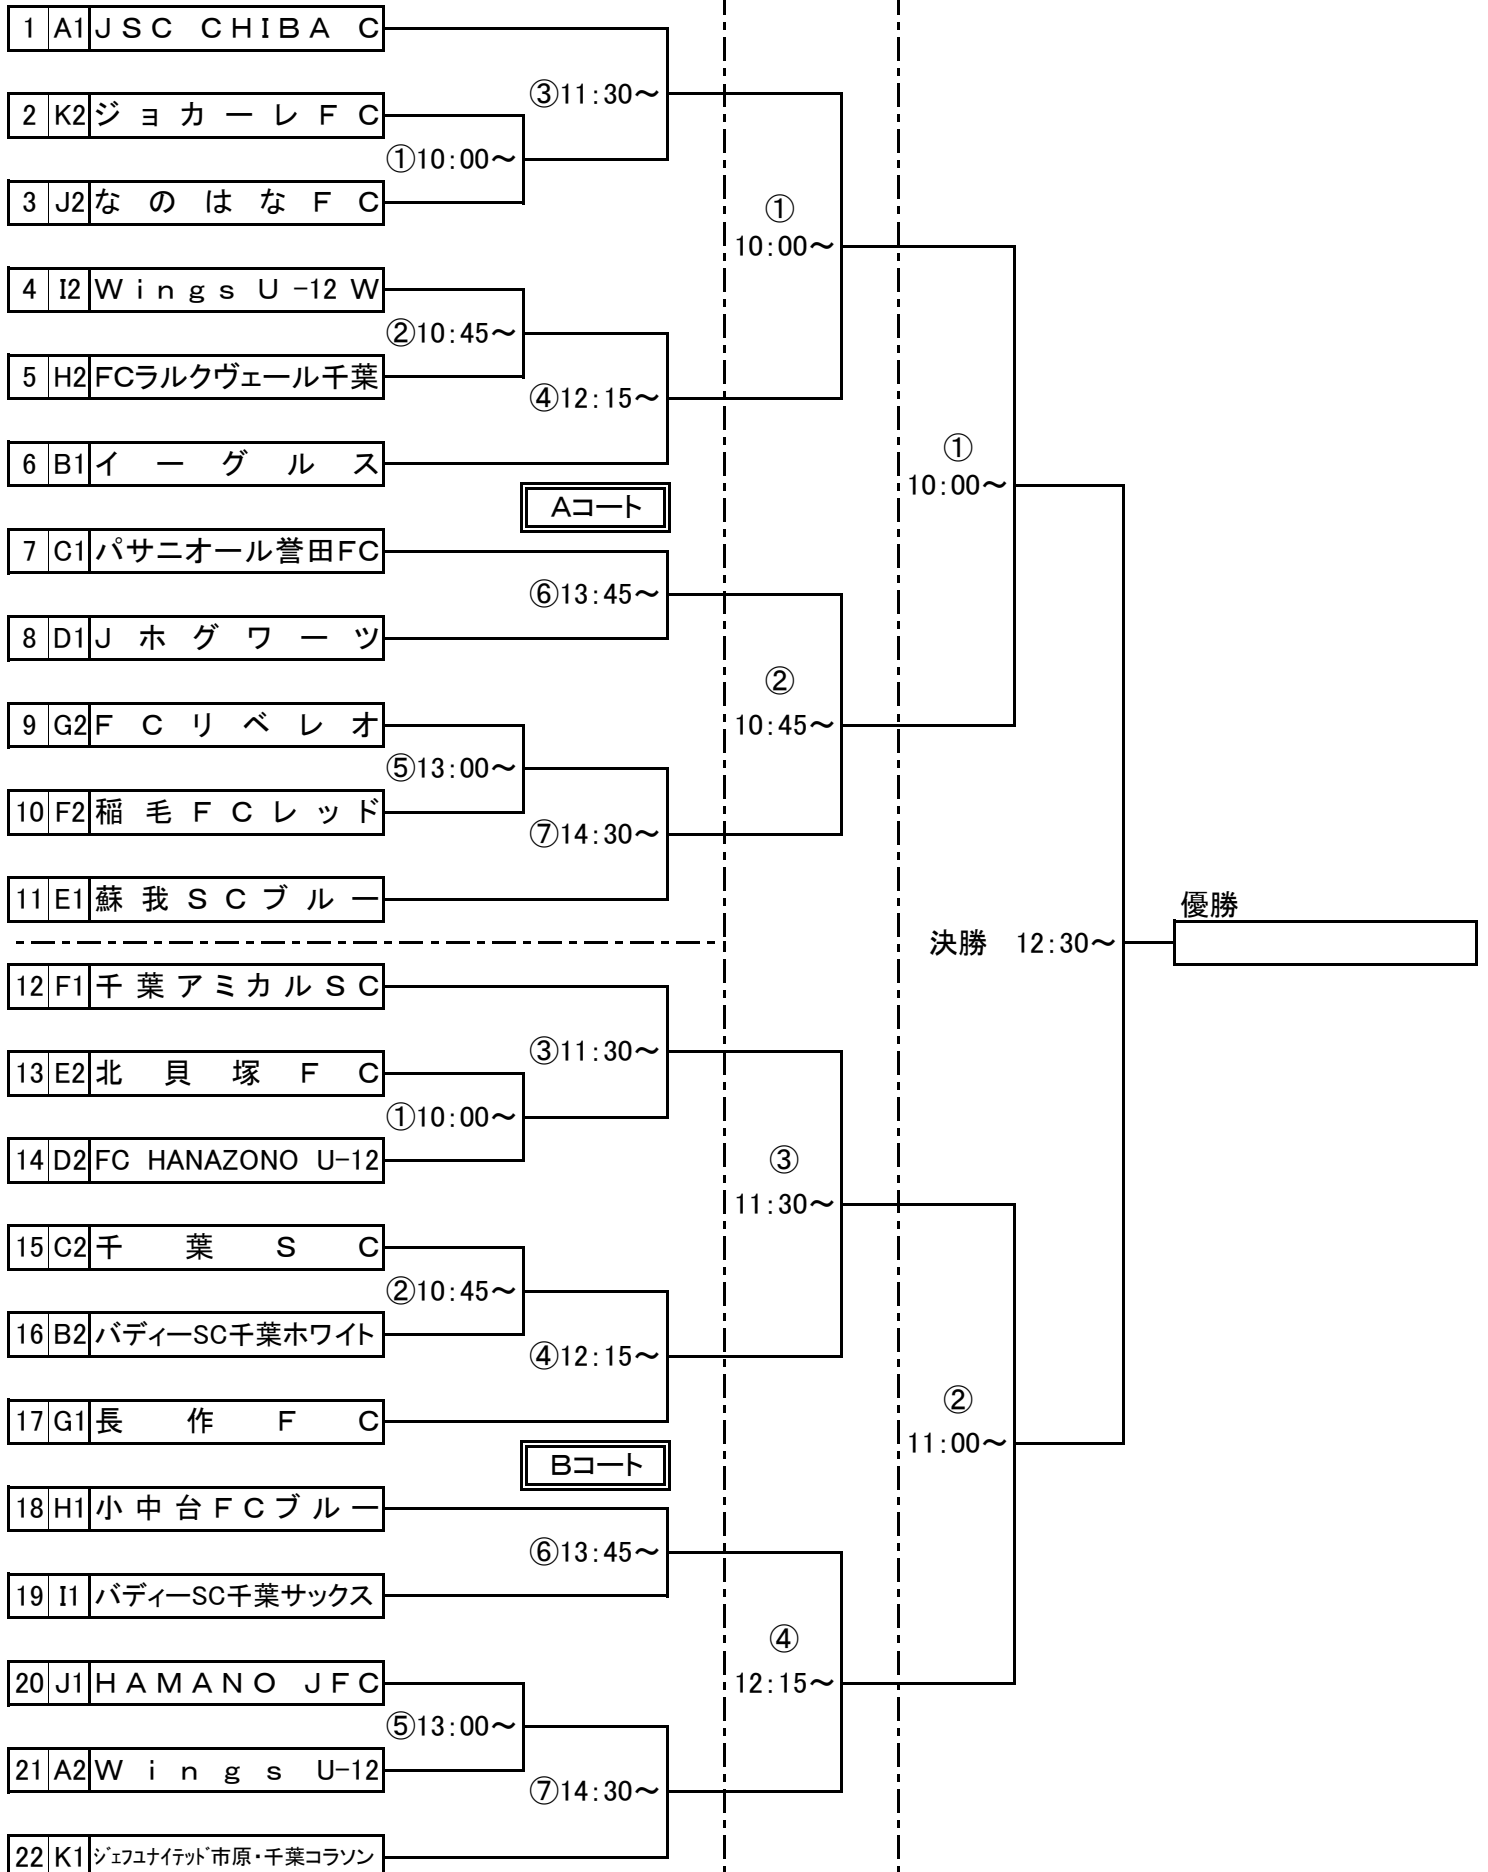 1 A1 JSC CHIBA C
③11:30～
2 K2 ジョカーレFC
①10:00～
3 J2 なのはなFC
①
10:00～
4 I2 WingsU-12W
②10:45～
5 H2 FCラルクヴェール千葉
④12:15～
①
6 B1 イーグルス
10:00～
Aコート
7 C1 パサニオール誉田FC
⑥13:45～
8 D1 Jホグワーツ
②
9 G2 FCリベレオ
10:45～
⑤13:00～
10 F2 稲毛FCレッド
⑦14:30～
11 E1 蘇我SCブルー
優勝
決勝 12:30～
12 F1 千葉アミカルSC
③11:30～
13 E2 北貝塚FC
①10:00～
14 D2 FC HANAZONO U-12
③
11:30～
15 C2 千葉SC
②10:45～
16 B2 バディーSC千葉ホワイト
④12:15～
②
17 G1 長作FC
11:00～
Bコート
18 H1 小中台FCブルー
⑥13:45～
19 I1 バディーSC千葉サックス
④
20 J1 HAMANO JFC
12:15～
⑤13:00～
21 A2 Wings U-12
⑦14:30～
22 K1 ｼﾞｪﾌﾕﾅｲﾃｯﾄﾞ市原・千葉コラソン